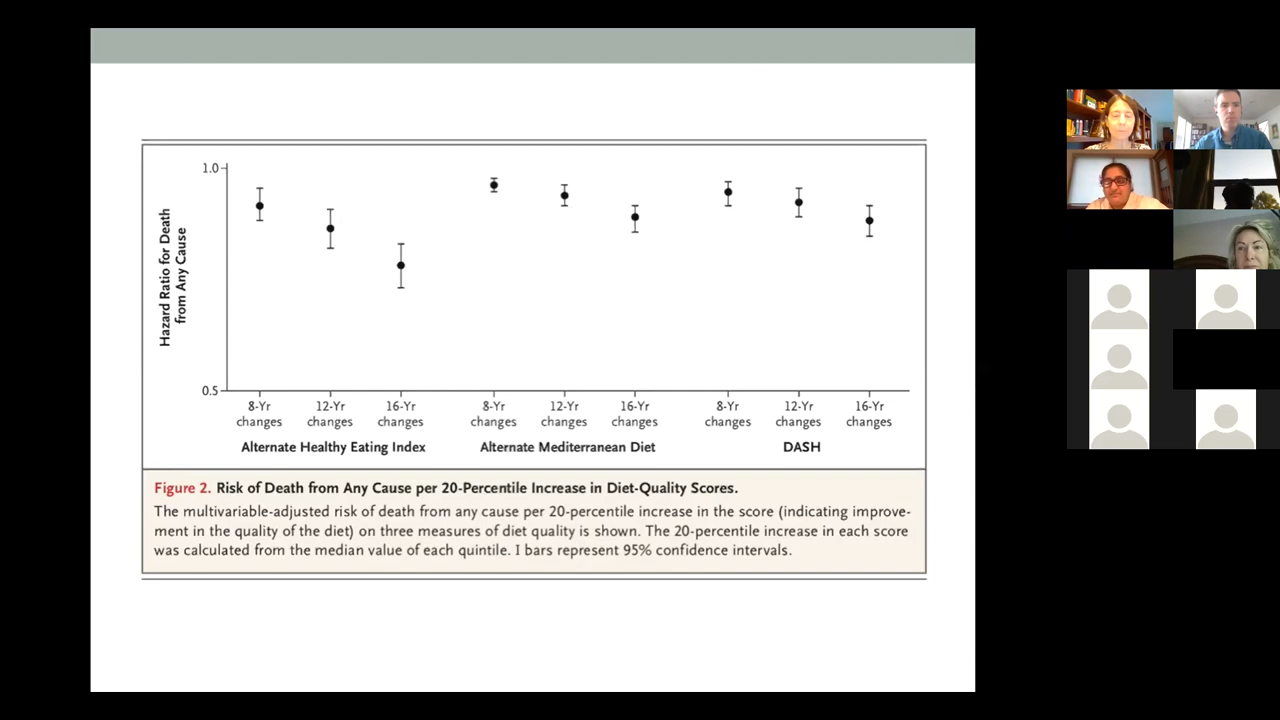 1.0
Hazard Ratio for Death
from Any Cause
0.5
8-Yr changes
12-Yr changes
16-Yr changes
8-Yr changes
12-Yr changes
16-Yr changes
8-Yr changes
12-Yr changes
16-Yr changes
Alternate Healthy Eating Index
Alternate Mediterranean Diet
DASH
Figure 2. Risk of Death from Any Cause per 20-Percentile Increase in Diet-Quality Scores.
The multivariable-adjusted risk of death from any cause per 20-percentile increase in the score (indicating improve-
ment in the quality of the diet) on three measures of diet quality is shown. The 20-percentile increase in each score
was calculated from the median value of each quintile. I bars represent 95% confidence intervals.